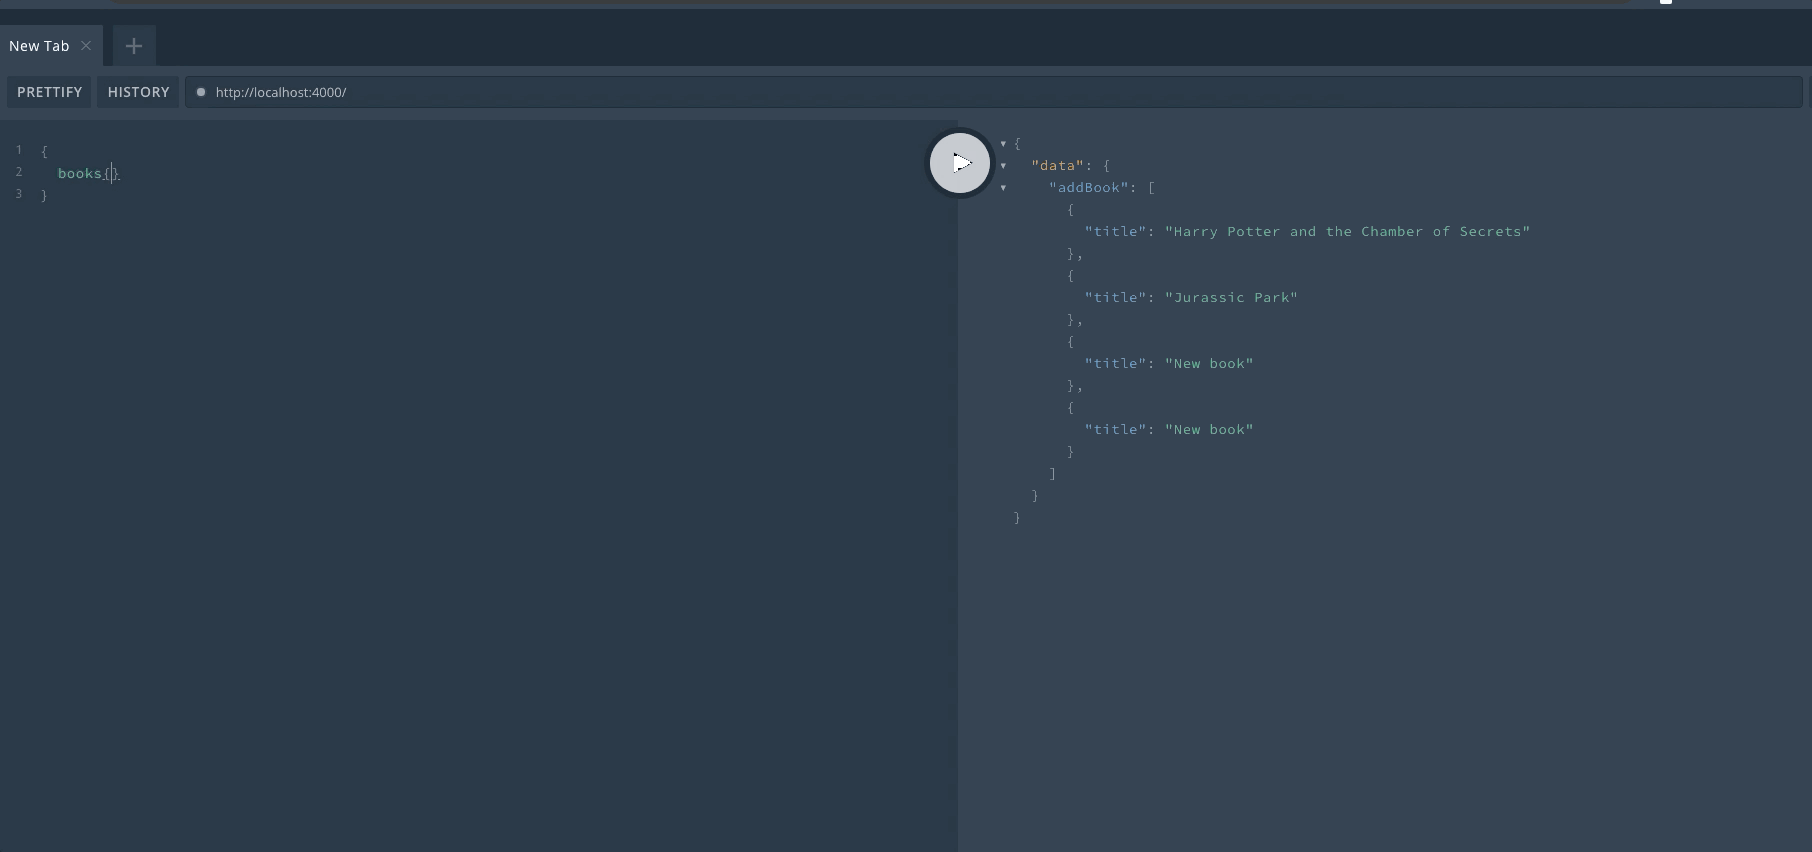 New Tab
PRETTIFY HISTORY http://localhost:4000/
1 {
2 books{}
3 }
{
"data": {
"addBook": [
{
"title": "Harry Potter and the Chamber of Secrets"
},
{
"title": "Jurassic Park"
},
{
"title": "New book"
},
{
"title": "New book"
}
]
}
}